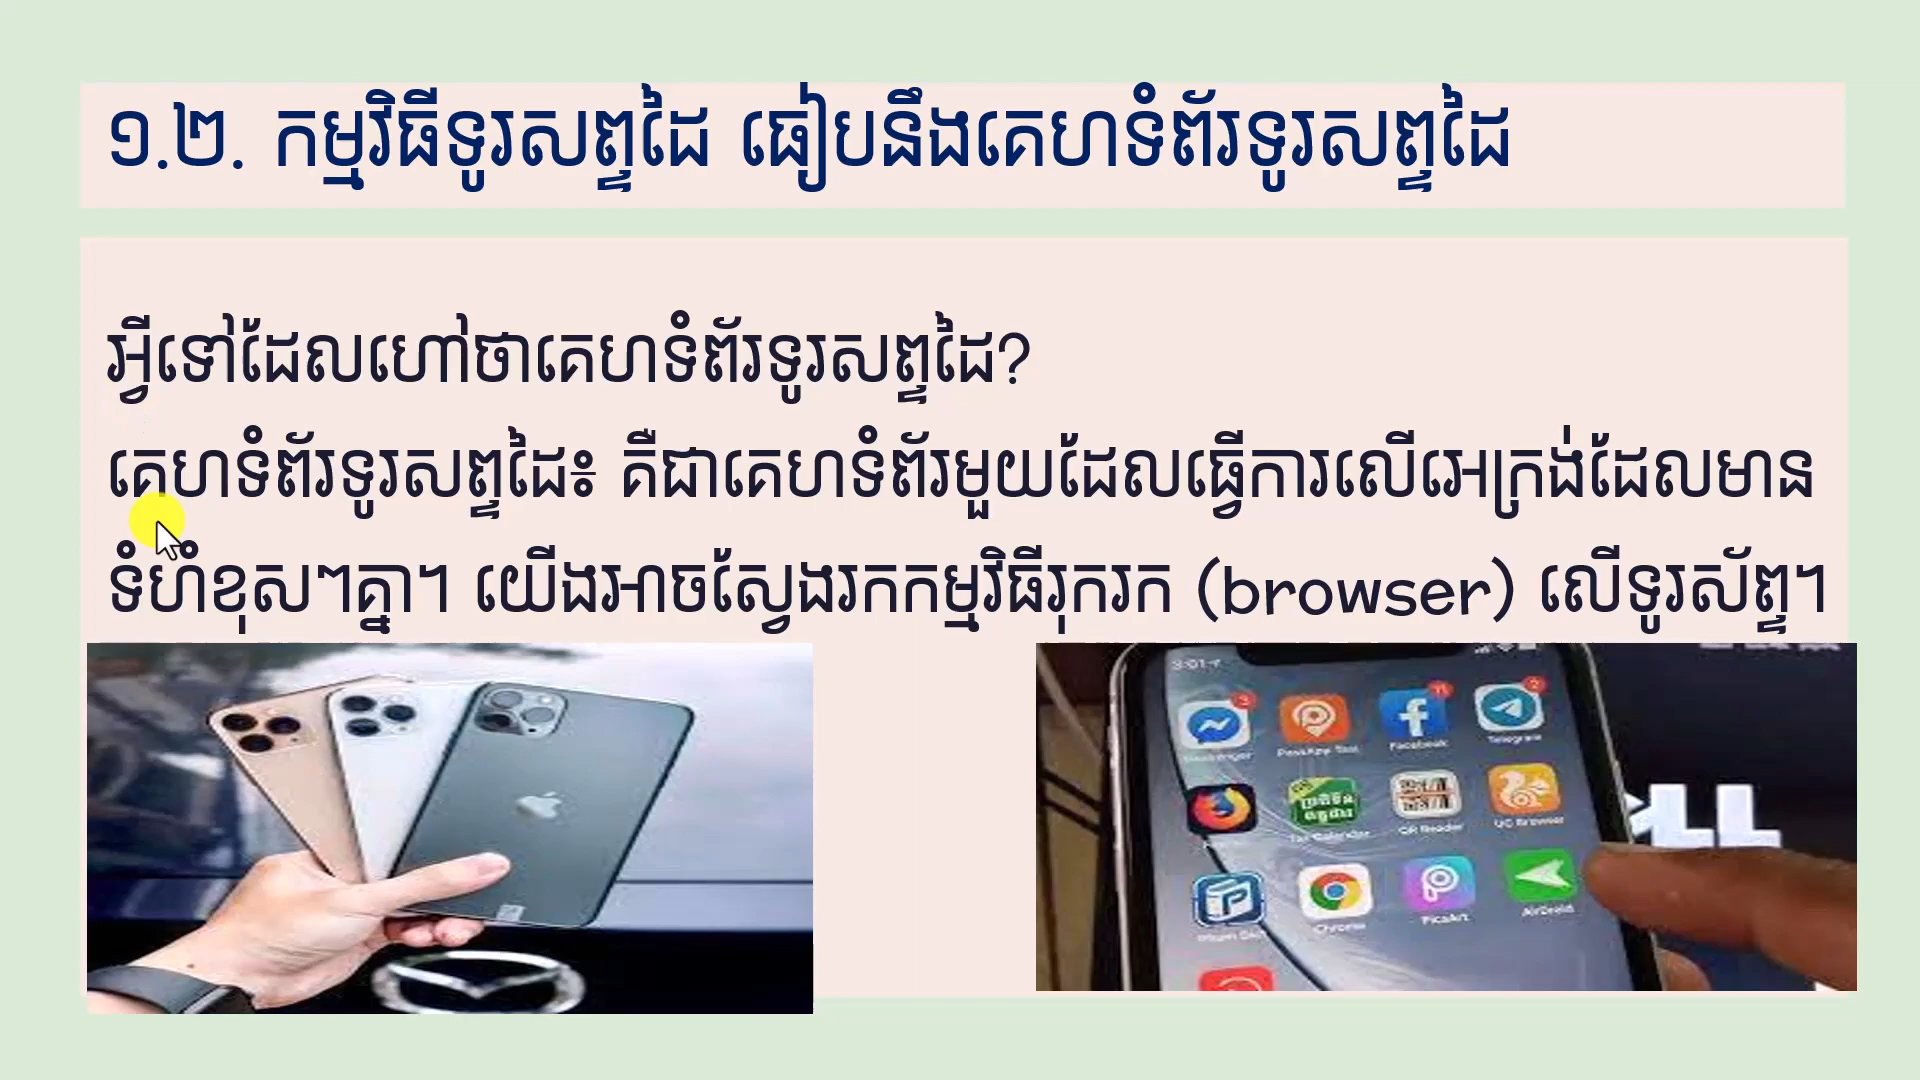 ១.២. កម្មវិធីទូរសព្ទដៃ ធៀបនឹងគេហទំព័រទូរសព្ទដៃ
អ្វីទៅដែលហៅថាគេហទំព័រទូរសព្ទដៃ?
គេហទំព័រទូរសព្ទដៃ៖ គឺជាគេហទំព័រមួយដែលធ្វើការលើអេក្រង់ដែលមាន
ទំហំខុសៗគ្នា។ យើងអាចស្វែងរកកម្មវិធីរុករក (browser) លើទូរស័ព្ទ។
3:01
Messenger
Facebook
Telegram
QR Reader
UC Browser
Chrome
PicsArt
AirDroid